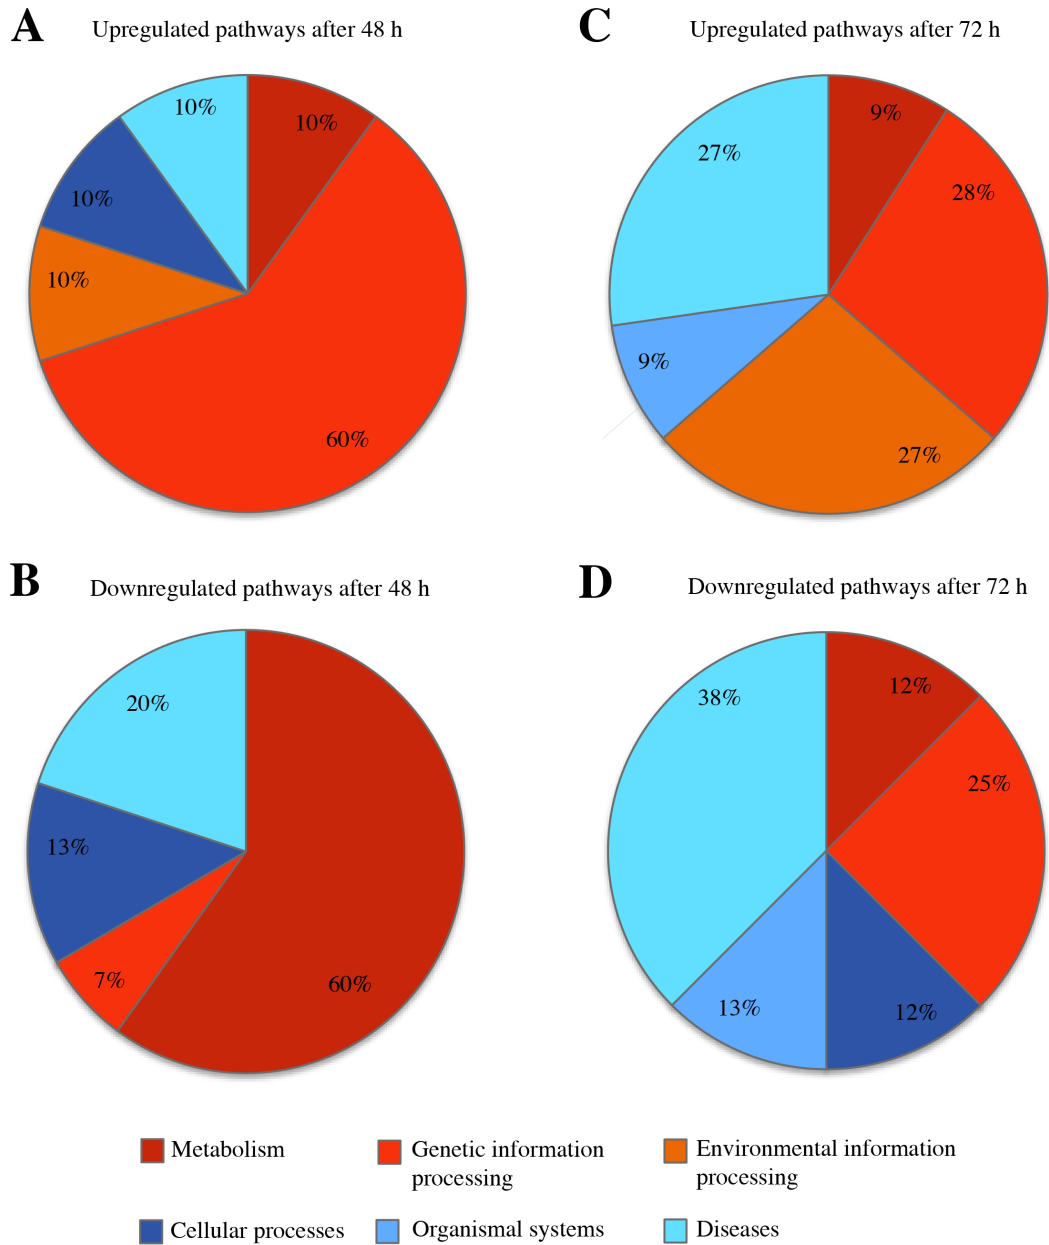 A Upregulated pathways after 48 h
10%
10%
10%
10%
60%
C Upregulated pathways after 72 h
9%
27%
28%
9%
27%
B Downregulated pathways after 48 h
20%
13%
7%
60%
D Downregulated pathways after 72 h
12%
38%
25%
13%
12%
Metabolism
Genetic information
processing
Environmental information
processing
Cellular processes
Organismal systems
Diseases